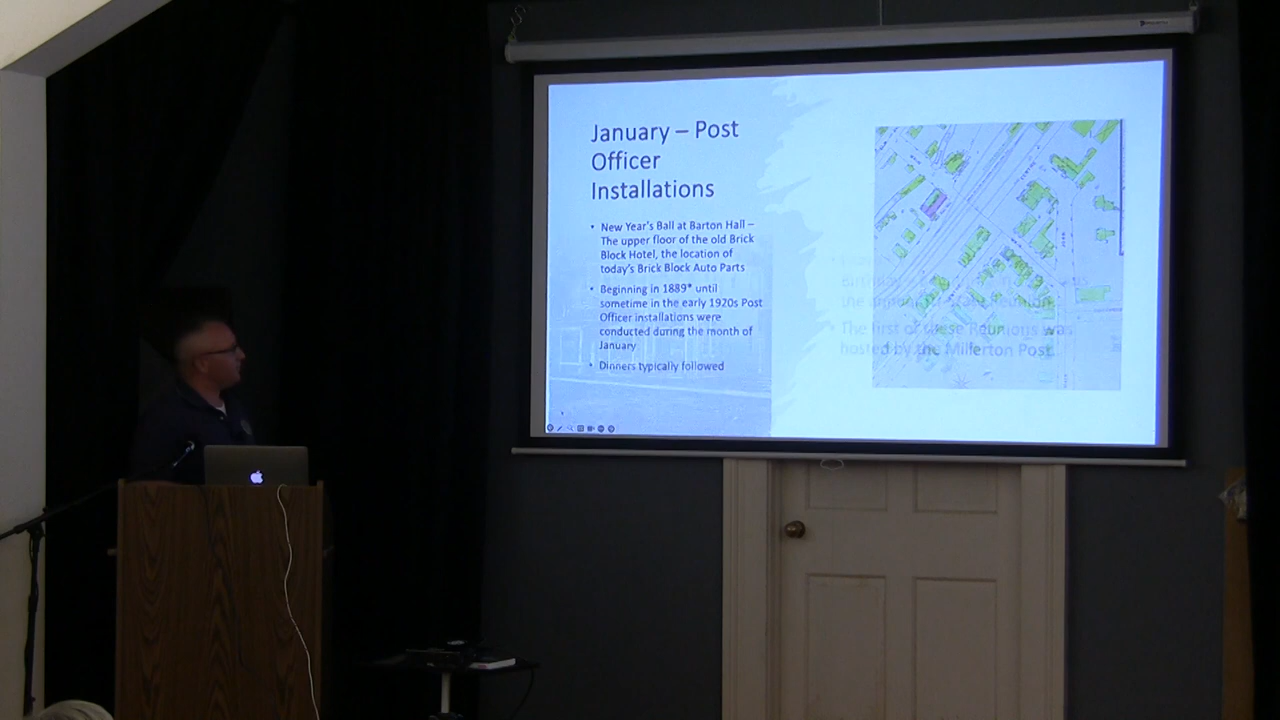 January – Post
Officer
Installations
• New Year's Ball at Barton Hall –
The upper floor of the old Brick
Block Hotel, the location of
today's Brick Block Auto Parts
• Beginning in 1889* until
sometime in the early 1920s Post
Officer installations were
conducted during the month of
January
• Dinners typically followed
The first of these Reunions was
hosted by the Millerton Post